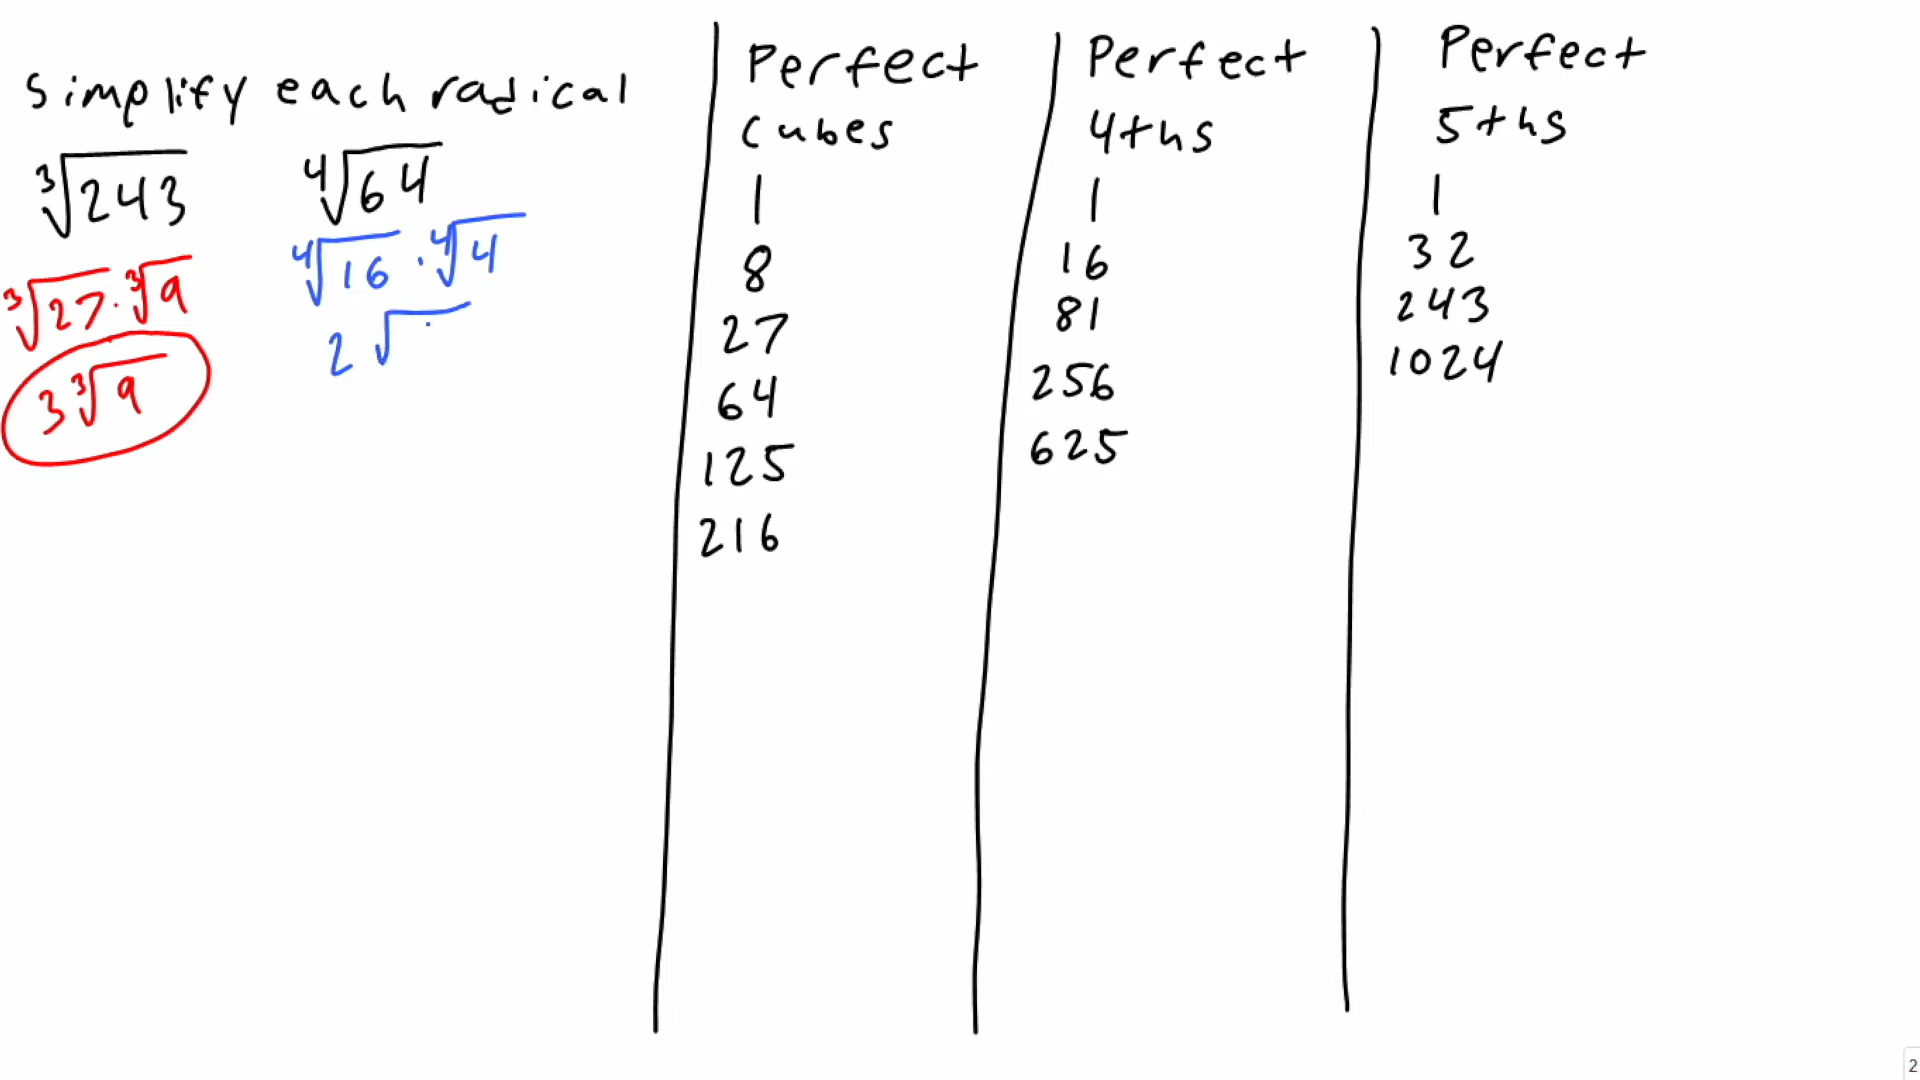 Simplify each radical
∛243
∛27 · ∛9
3∛9
∜64
∜16 · ∜4
2√
Perfect
cubes
1
8
27
64
125
216
Perfect
4ths
1
16
81
256
625
Perfect
5ths
1
32
243
1024
2